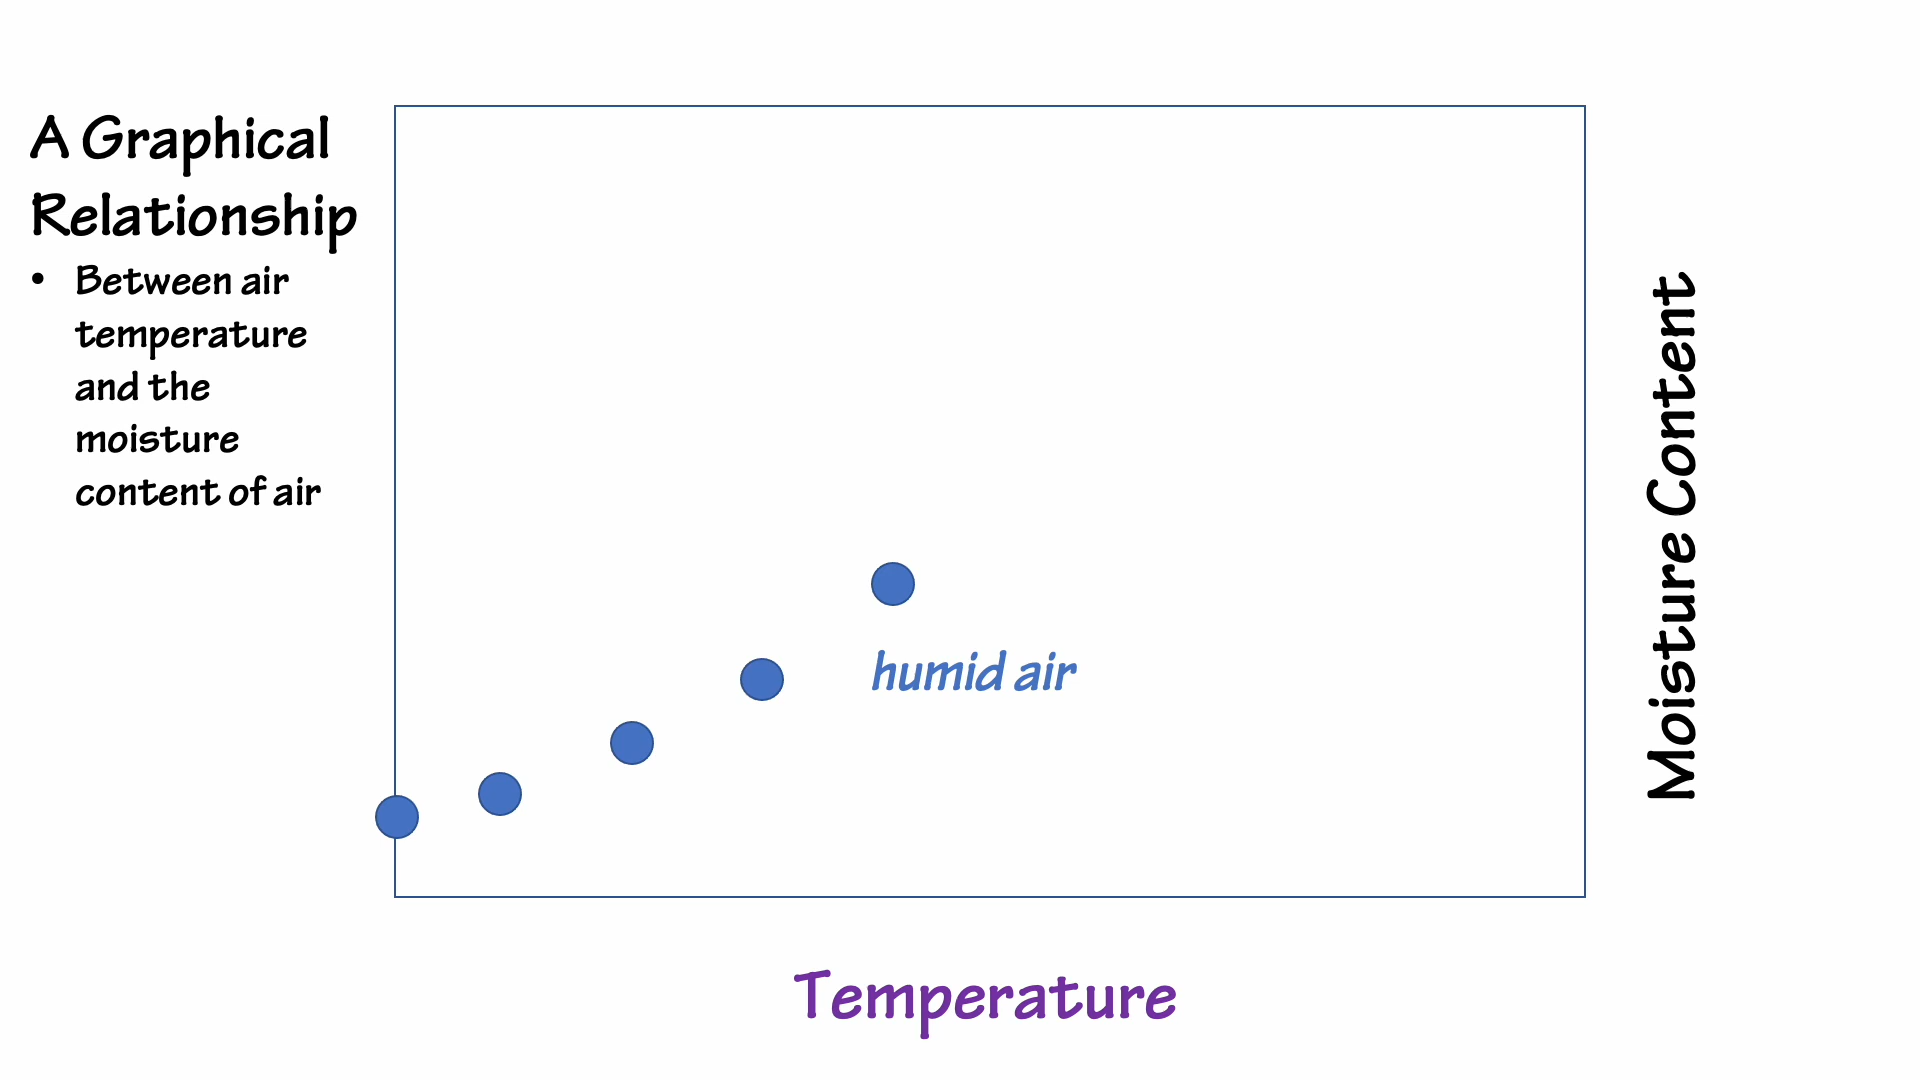 A Graphical
Relationship
• Between air
temperature
and the
moisture
content of air
humid air
Moisture Content
Temperature